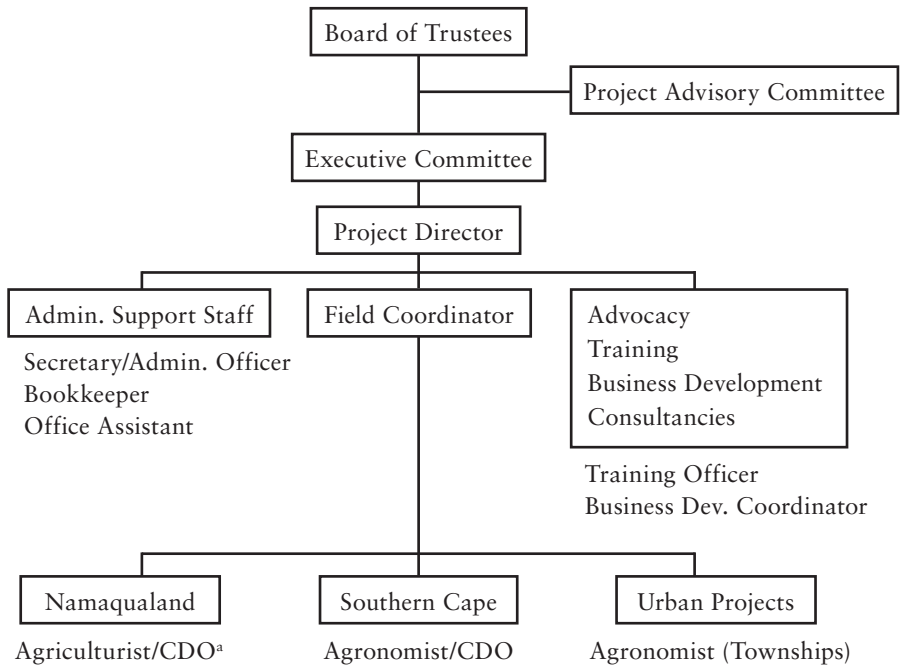 Board of Trustees
Project Advisory Committee
Executive Committee
Project Director
Admin. Support Staff
Secretary/Admin. Officer
Bookkeeper
Office Assistant
Field Coordinator
Advocacy
Training
Business Development
Consultancies
Training Officer
Business Dev. Coordinator
Namaqualand
Agriculturist/CDOᵃ
Southern Cape
Agronomist/CDO
Urban Projects
Agronomist (Townships)